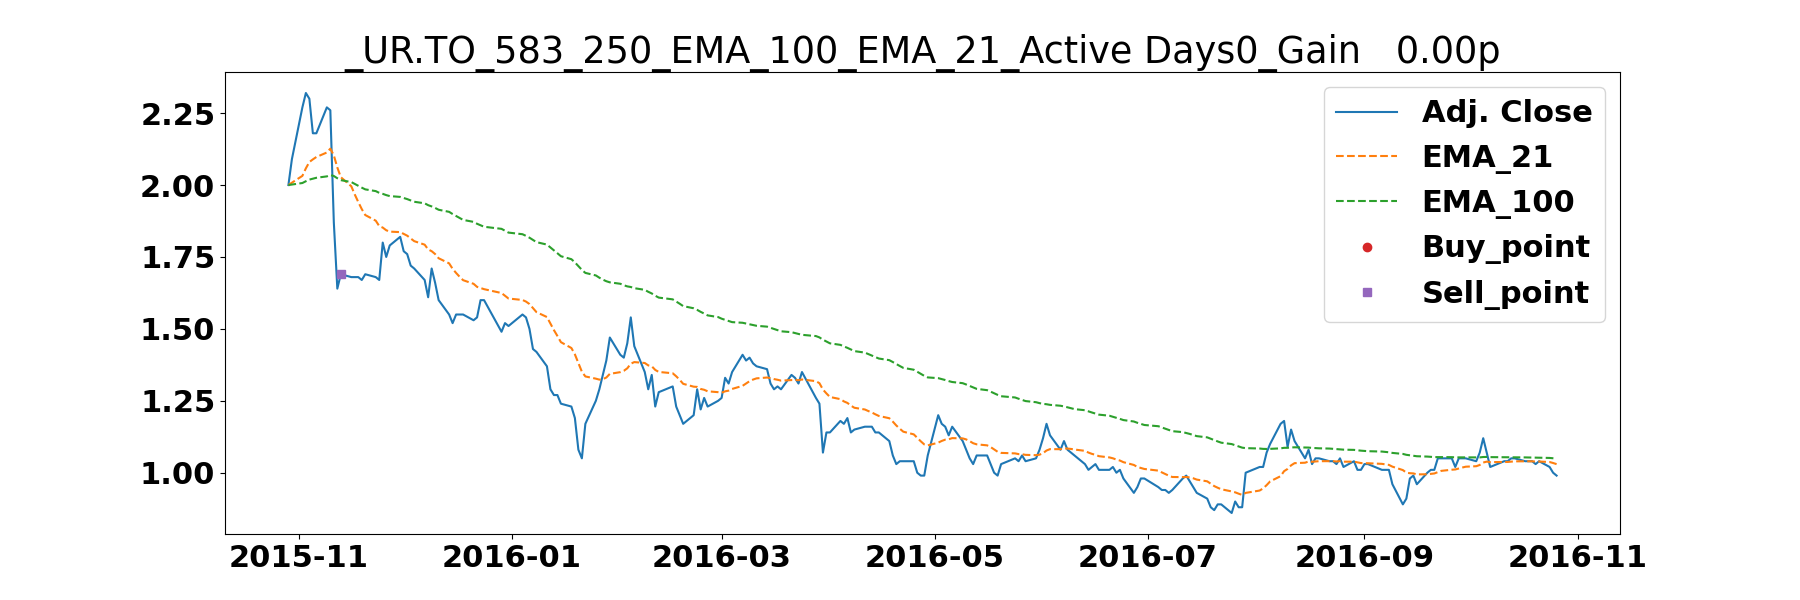 _UR.TO_583_250_EMA_100_EMA_21_Active Days0_Gain   0.00p
2.25
2.00
1.75
1.50
1.25
1.00
Adj. Close
EMA_21
EMA_100
Buy_point
Sell_point
2015-11 2016-01 2016-03 2016-05 2016-07 2016-09 2016-11